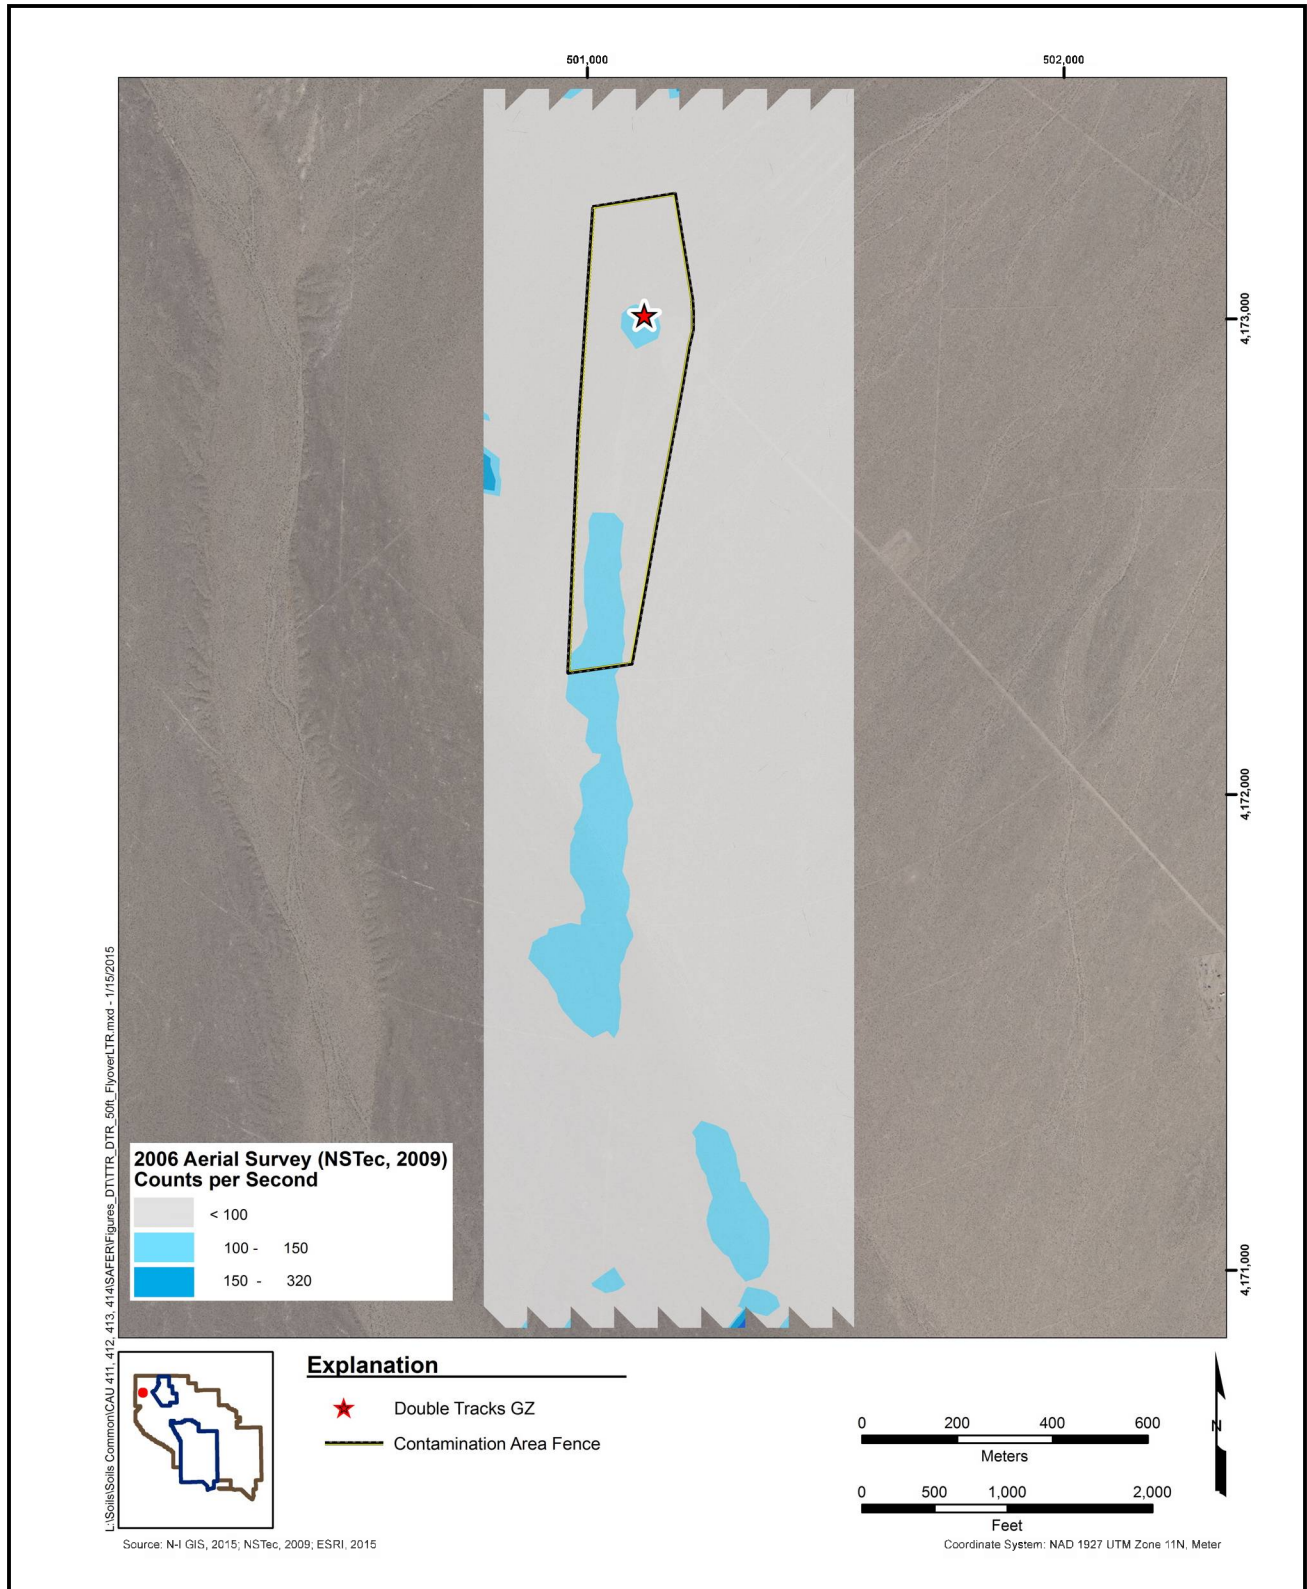 501,000
502,000
4,173,000
4,172,000
4,171,000
L:\Soils\Soils Common\CAU 411, 412, 413, 414\SAFER\Figures_DT\TTR_DTR_50ft_FlyoverLTR.mxd - 1/15/2015
2006 Aerial Survey (NSTec, 2009)
Counts per Second
< 100
100 - 150
150 - 320
Explanation
Double Tracks GZ
Contamination Area Fence
0 200 400 600
Meters
0 500 1,000 2,000
Feet
N
Source: N-I GIS, 2015; NSTec, 2009; ESRI, 2015
Coordinate System: NAD 1927 UTM Zone 11N, Meter